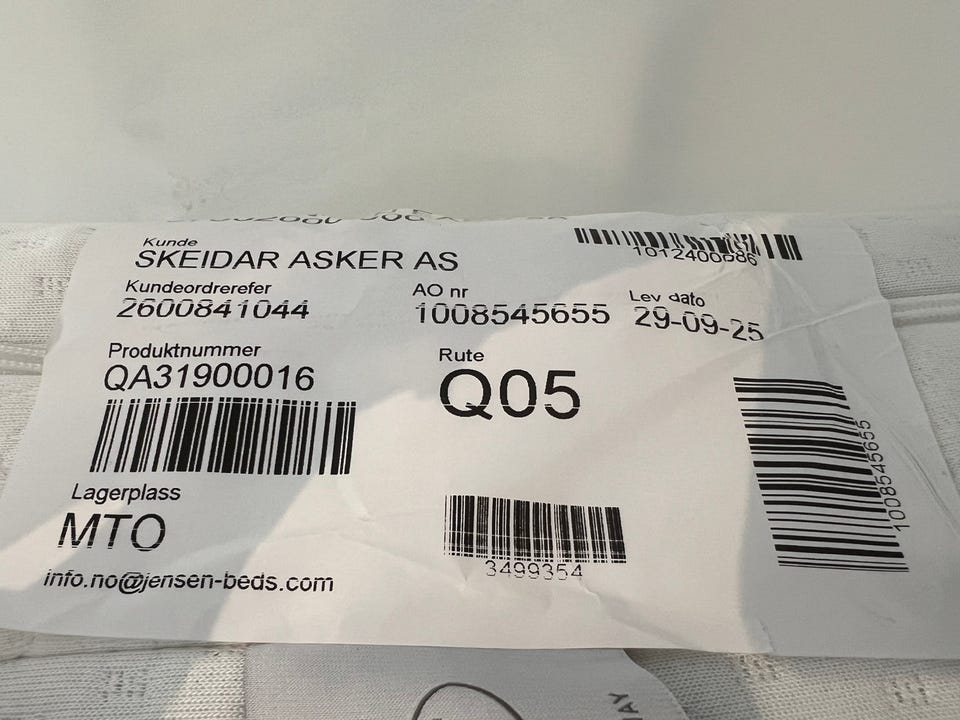 Kunde
SKEIDAR ASKER AS
1012400086
Kundeordrerefer
2600841044
AO nr
1008545655
Lev dato
29-09-25
Produktnummer
QA31900016
Rute
Q05
1008545655
Lagerplass
MTO
3499354
info.no@jensen-beds.com